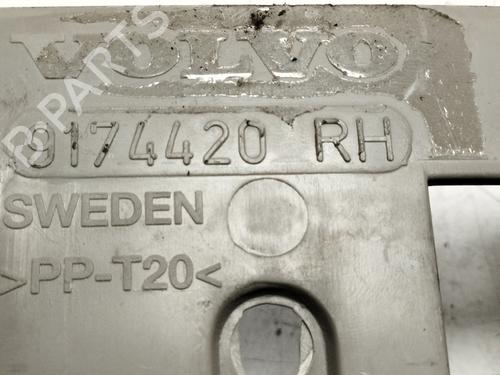 VOLVO
9174420 RH
SWEDEN
>PP-T20<